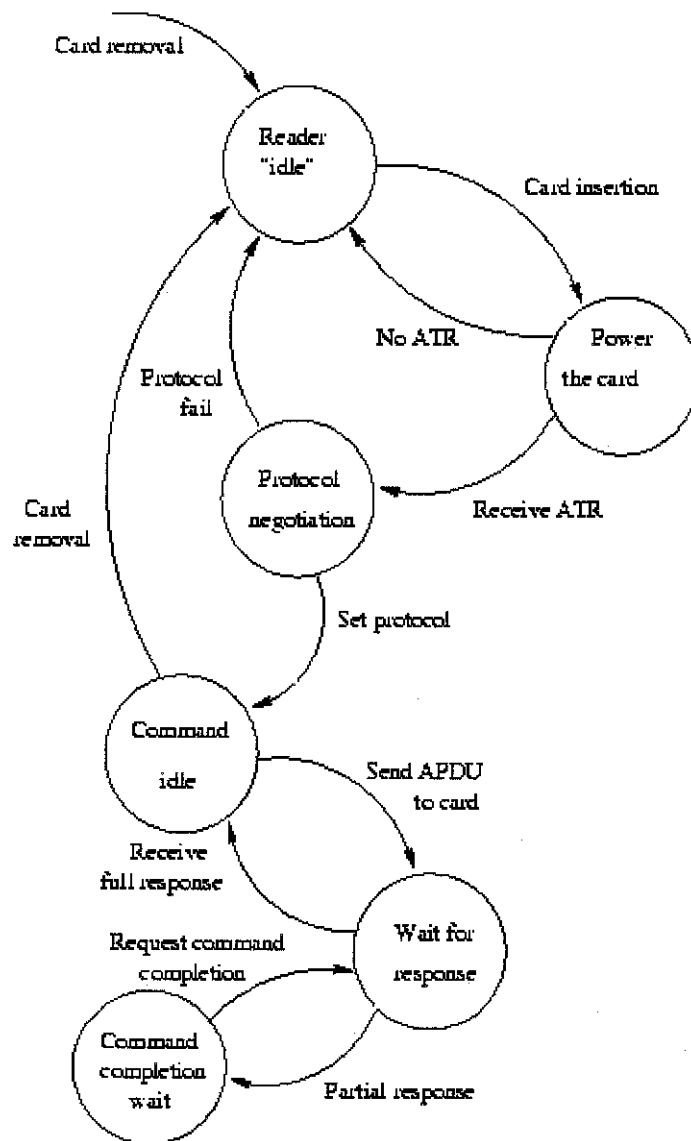 Card removal
Reader
"idle"
Card insertion
No ATR
Power
the card
Protocol
fail
Protocol
negotiation
Receive ATR
Card
removal
Set protocol
Command
idle
Send APDU
to card
Receive
full response
Wait for
response
Request command
completion
Command
completion
wait
Partial response